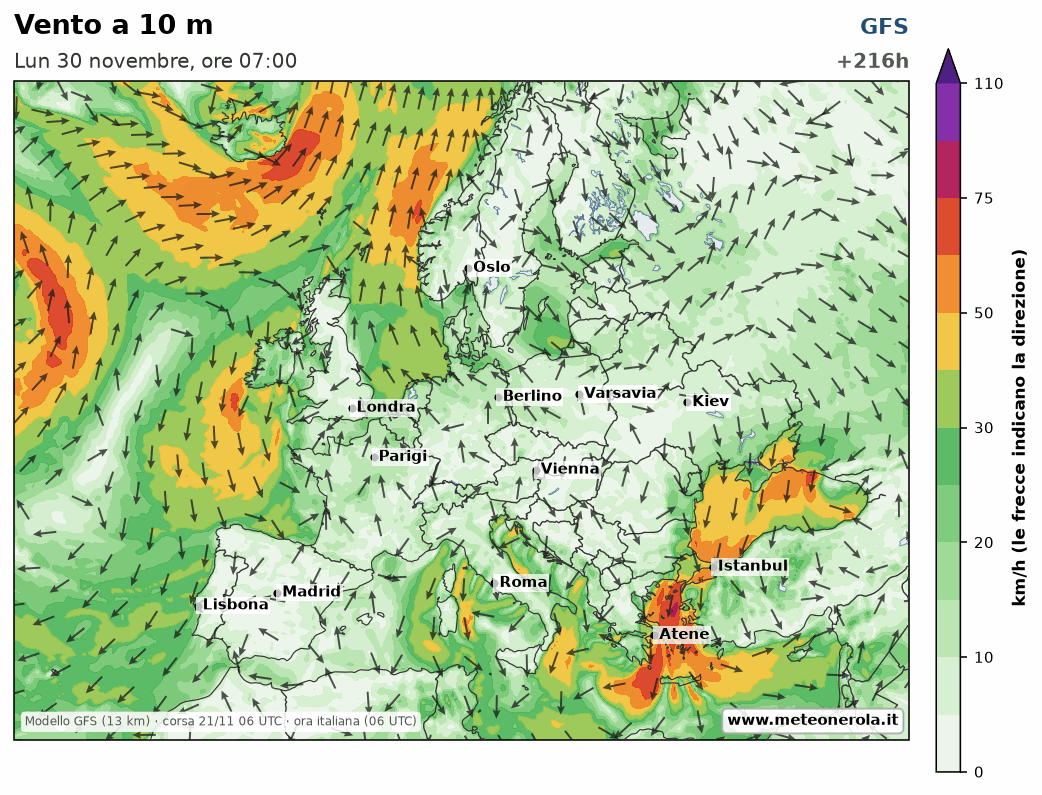 Vento a 10 m
GFS
Lun 30 novembre, ore 07:00
+216h
110
75
50
30
20
10
0
km/h (le frecce indicano la direzione)
Oslo
Londra
Berlino
Varsavia
Kiev
Parigi
Vienna
Istanbul
Roma
Madrid
Lisbona
Atene
Modello GFS (13 km) · corsa 21/11 06 UTC · ora italiana (06 UTC)
www.meteonerola.it